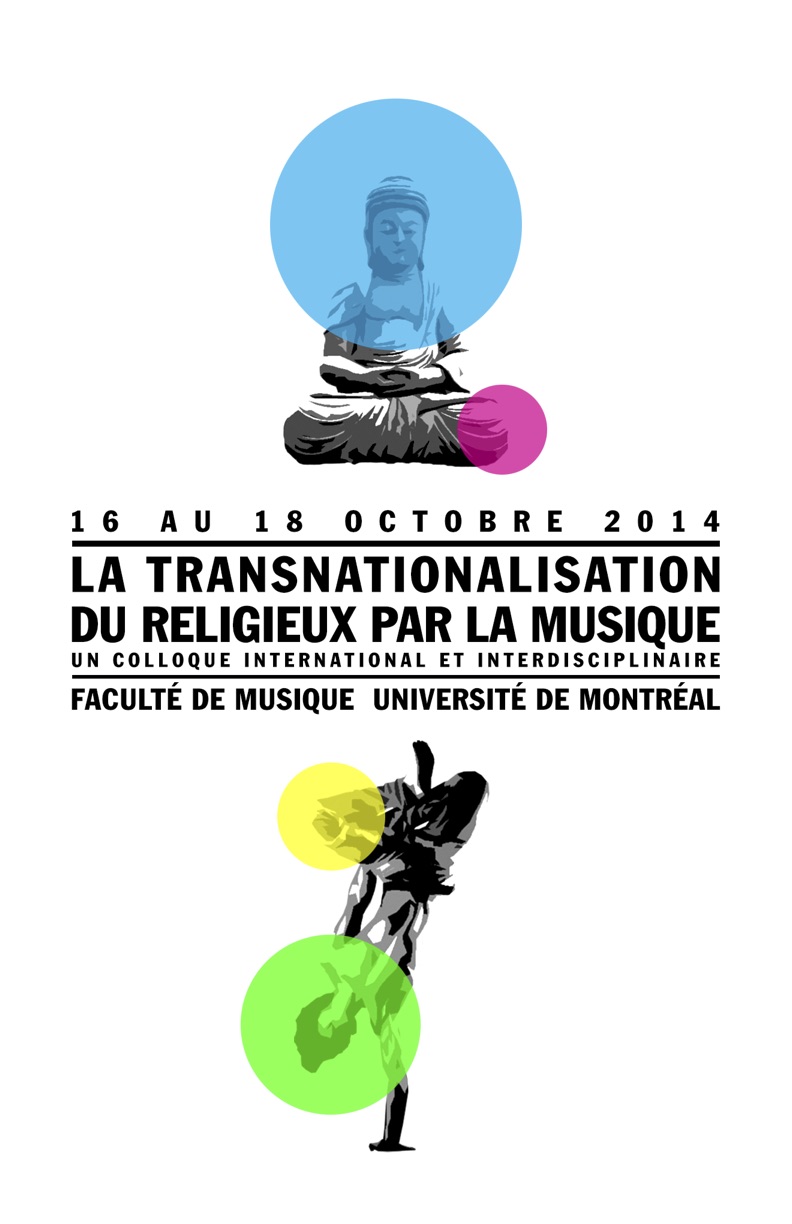 16 AU 18 OCTOBRE 2014
LA TRANSNATIONALISATION
DU RELIGIEUX PAR LA MUSIQUE
UN COLLOQUE INTERNATIONAL ET INTERDISCIPLINAIRE
FACULTÉ DE MUSIQUE UNIVERSITÉ DE MONTRÉAL